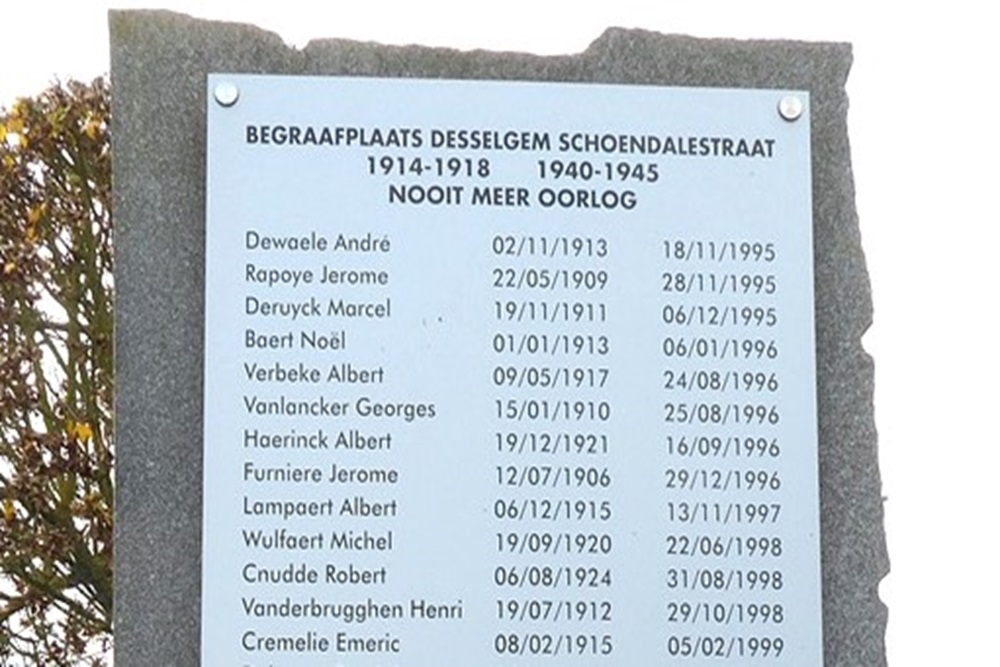 BEGRAAFPLAATS DESSELGEM SCHOENDALESTRAAT
1914-1918 1940-1945
NOOIT MEER OORLOG
Dewaele André 02/11/1913 18/11/1995
Rapoye Jerome 22/05/1909 28/11/1995
Deruyck Marcel 19/11/1911 06/12/1995
Baert Noël 01/01/1913 06/01/1996
Verbeke Albert 09/05/1917 24/08/1996
Vanlancker Georges 15/01/1910 25/08/1996
Haerinck Albert 19/12/1921 16/09/1996
Furniere Jerome 12/07/1906 29/12/1996
Lampaert Albert 06/12/1915 13/11/1997
Wulfaert Michel 19/09/1920 22/06/1998
Cnudde Robert 06/08/1924 31/08/1998
Vanderbrugghen Henri 19/07/1912 29/10/1998
Cremelie Emeric 08/02/1915 05/02/1999